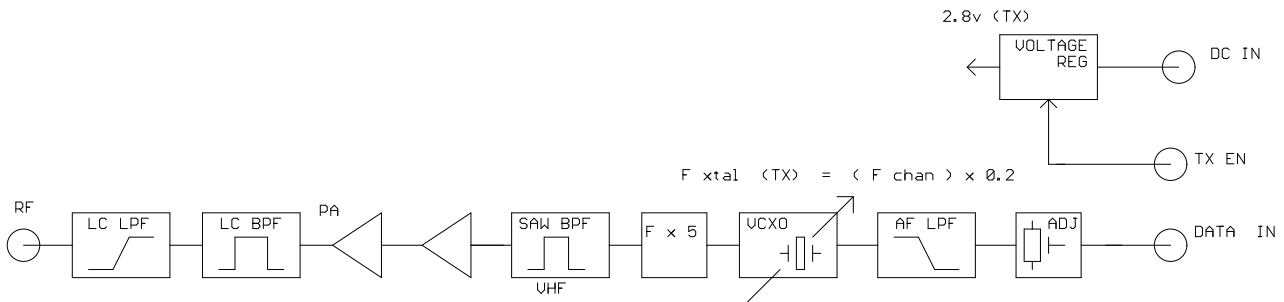 2.8v (TX)
VOLTAGE
REG
DC IN
TX EN
F xtal (TX) = ( F chan ) x 0.2
RF
LC LPF
LC BPF
PA
SAW BPF
VHF
F x 5
VCXO
AF LPF
ADJ
DATA IN